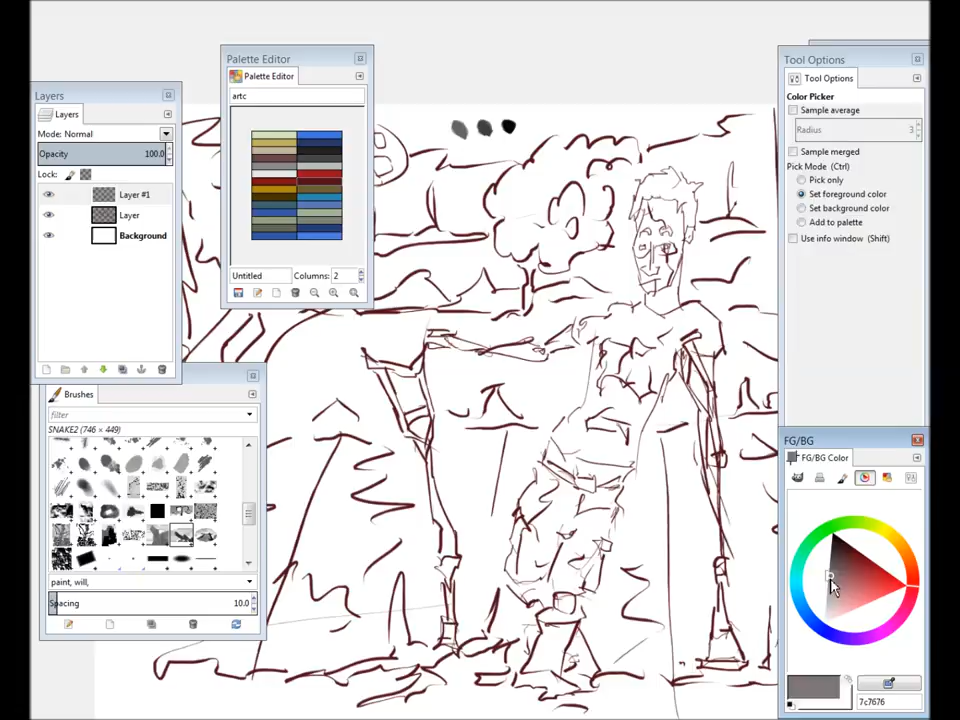 Palette Editor
Palette Editor
artc
Untitled
Columns: 2
Layers
Layers
Mode: Normal
Opacity
100.0
Lock:
Layer #1
Layer
Background
Brushes
filter
SNAKE2 (746 × 449)
paint, will,
Spacing
10.0
Tool Options
Tool Options
Color Picker
Sample average
Radius
3
Sample merged
Pick Mode (Ctrl)
Pick only
Set foreground color
Set background color
Add to palette
Use info window (Shift)
FG/BG
FG/BG Color
7c7676